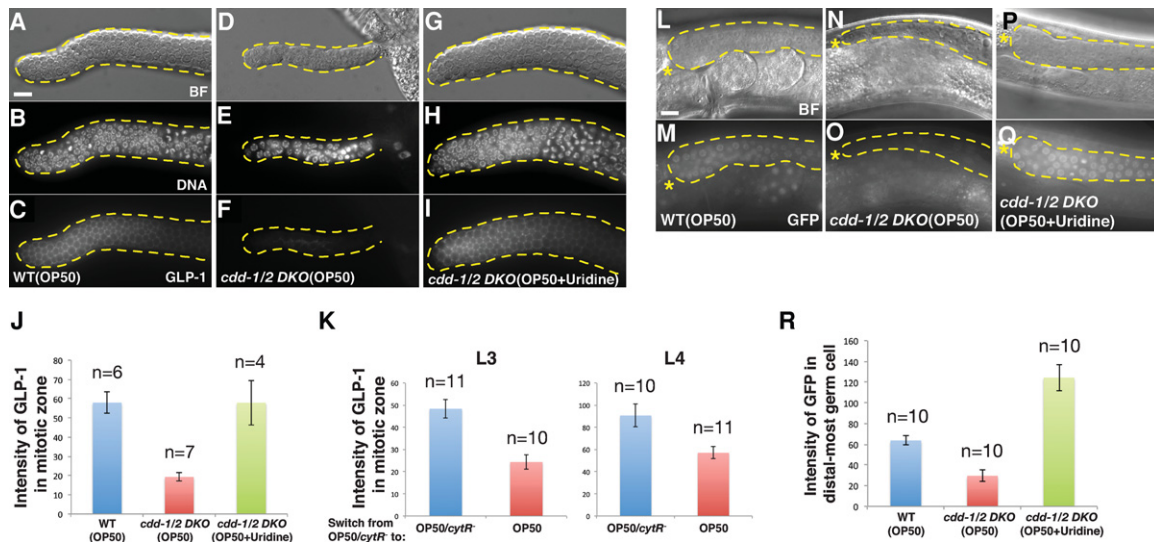 A
BF
B
DNA
C
WT(OP50) GLP-1
D
E
F
cdd-1/2 DKO(OP50)
G
H
I
cdd-1/2 DKO(OP50+Uridine)
L
*
BF
M
*
WT(OP50) GFP
N
*
O
*
cdd-1/2 DKO(OP50)
P
*
Q
*
cdd-1/2 DKO
(OP50+Uridine)
J
Intensity of GLP-1
in mitotic zone
80
70
60
50
40
30
20
10
0
n=6
n=7
n=4
WT
(OP50)
cdd-1/2 DKO
(OP50)
cdd-1/2 DKO
(OP50+Uridine)
K
Intensity of GLP-1
in mitotic zone
L3
60
50
40
30
20
10
0
n=11
n=10
OP50/cytR-
OP50
L4
120
100
80
60
40
20
0
n=10
n=11
OP50/cytR-
OP50
Switch from
OP50/cytR- to:
R
Intensity of GFP in
distal-most germ cell
160
140
120
100
80
60
40
20
0
n=10
n=10
n=10
WT
(OP50)
cdd-1/2 DKO
(OP50)
cdd-1/2 DKO
(OP50+Uridine)